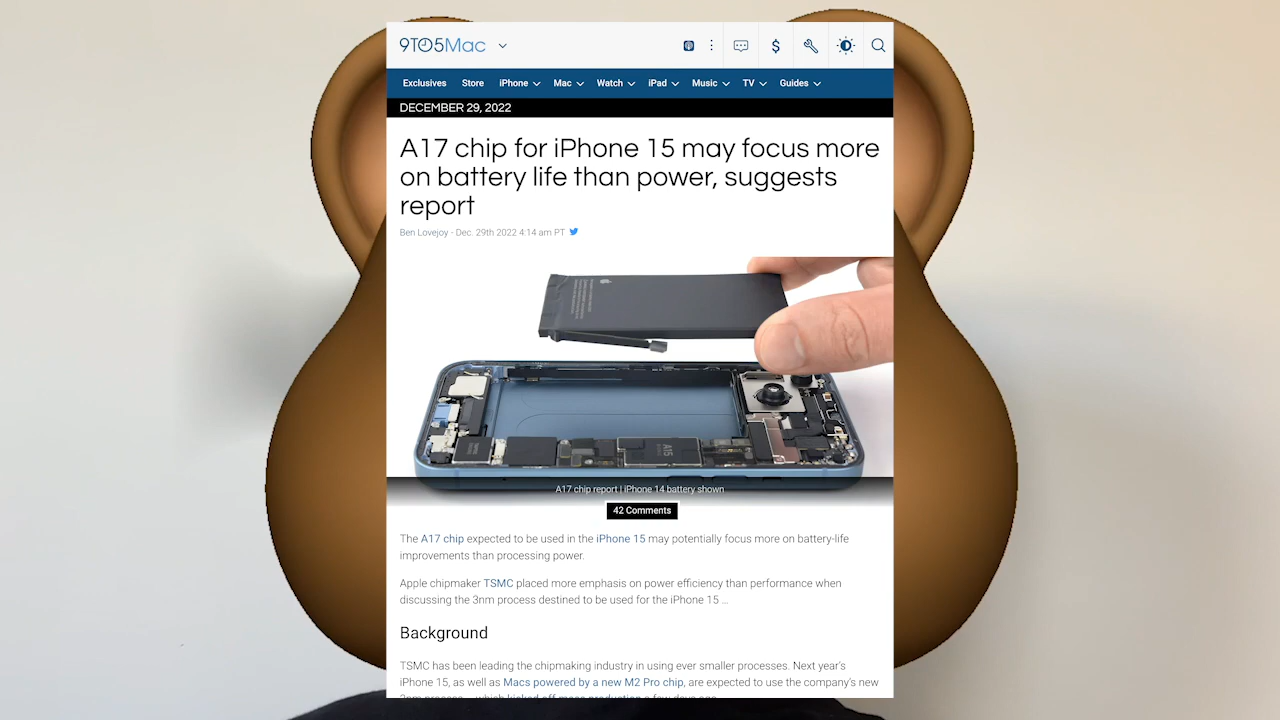 9TO5Mac
$
Exclusives Store iPhone Mac Watch iPad Music TV Guides
DECEMBER 29, 2022
A17 chip for iPhone 15 may focus more
on battery life than power, suggests
report
Ben Lovejoy - Dec. 29th 2022 4:14 am PT
A15
A17 chip report | iPhone 14 battery shown
42 Comments
The A17 chip expected to be used in the iPhone 15 may potentially focus more on battery-life
improvements than processing power.
Apple chipmaker TSMC placed more emphasis on power efficiency than performance when
discussing the 3nm process destined to be used for the iPhone 15 ...
Background
TSMC has been leading the chipmaking industry in using ever smaller processes. Next year's
iPhone 15, as well as Macs powered by a new M2 Pro chip, are expected to use the company's new